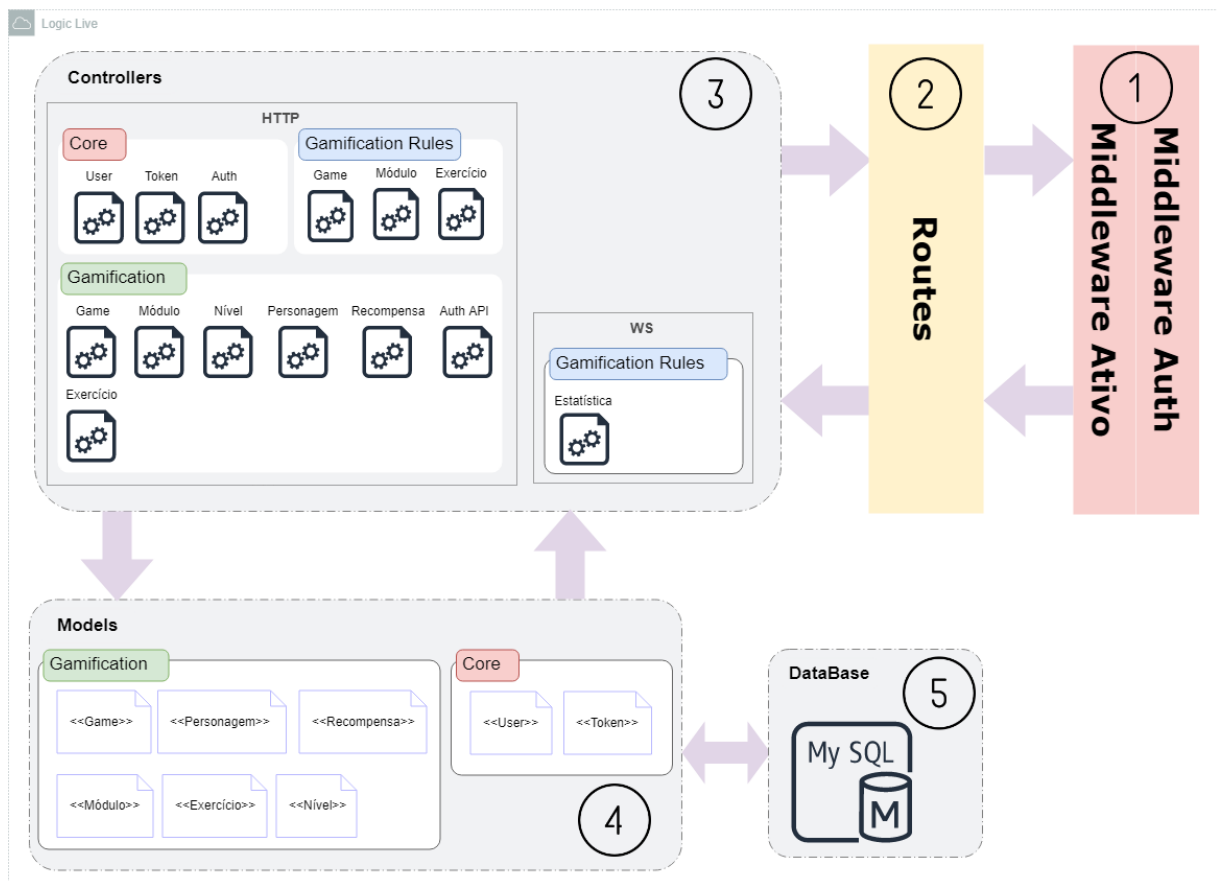 Logic Live
Controllers
3
HTTP
Core
User Token Auth
Gamification Rules
Game Módulo Exercício
Gamification
Game Módulo Nível Personagem Recompensa Auth API
Exercício
WS
Gamification Rules
Estatística
2
Routes
1
Middleware Ativo
Middleware Auth
Models
Gamification
<<Game>> <<Personagem>> <<Recompensa>>
<<Módulo>> <<Exercício>> <<Nível>>
Core
<<User>> <<Token>>
4
DataBase
5
My SQL
M